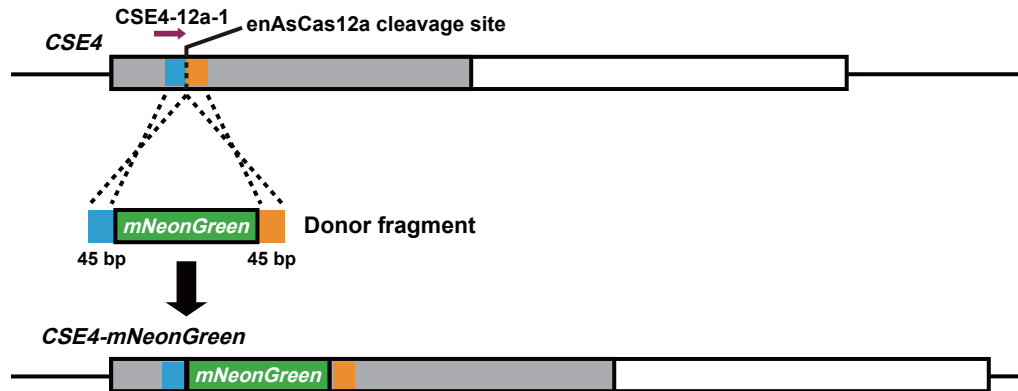 CSE4-12a-1
enAsCas12a cleavage site
CSE4
mNeonGreen
Donor fragment
45 bp
45 bp
CSE4-mNeonGreen
mNeonGreen